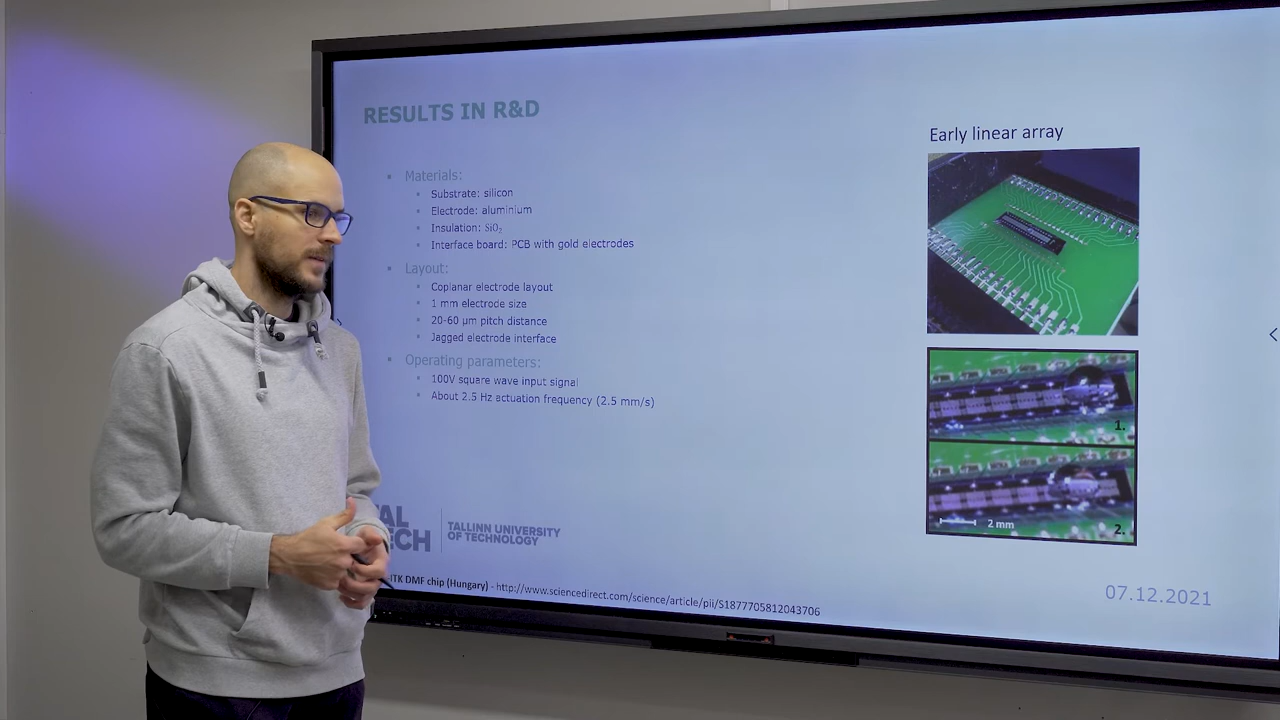 RESULTS IN R&D
Materials:
Substrate: silicon
Electrode: aluminium
Insulation: SiO₂
Interface board: PCB with gold electrodes
Layout:
Coplanar electrode layout
1 mm electrode size
20-60 µm pitch distance
Jagged electrode interface
Operating parameters:
100V square wave input signal
About 2.5 Hz actuation frequency (2.5 mm/s)
Early linear array
1.
2 mm
2.
AL
ECH
TALLINN UNIVERSITY
OF TECHNOLOGY
ITK DMF chip (Hungary) - http://www.sciencedirect.com/science/article/pii/S1877705812043706
07.12.2021